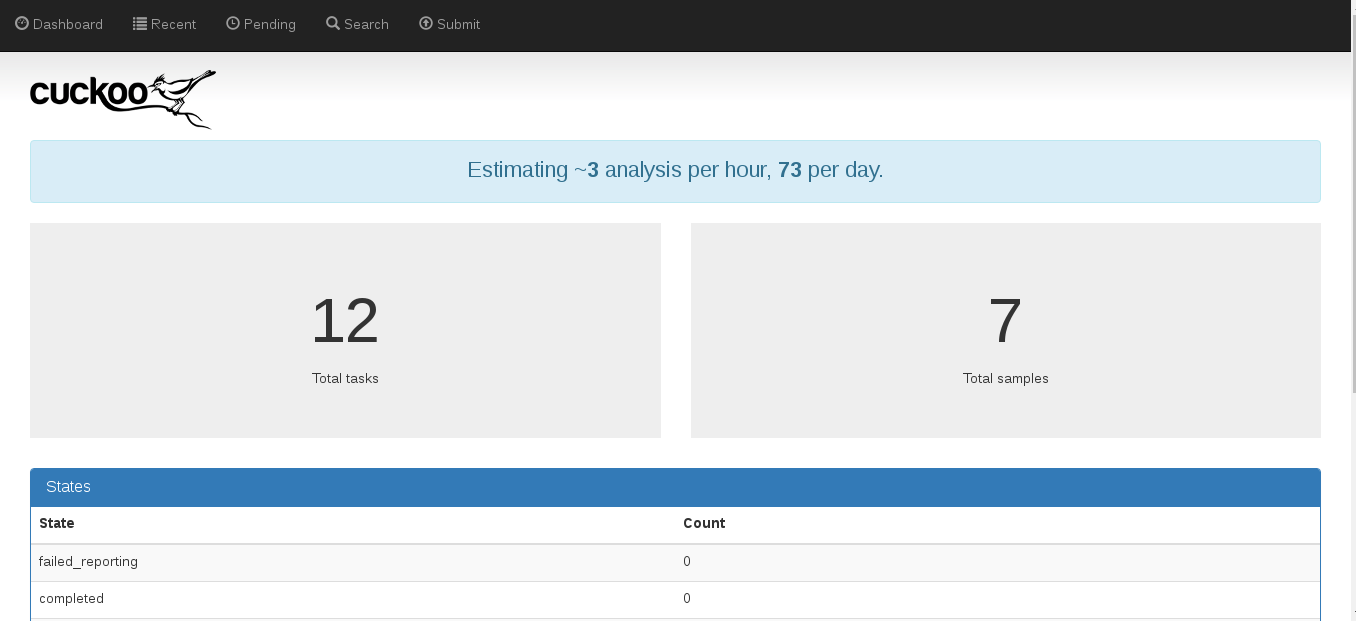 Dashboard Recent Pending Search Submit
cuckoo
Estimating ~3 analysis per hour, 73 per day.
12 7
Total tasks Total samples
States
State Count
failed_reporting 0
completed 0